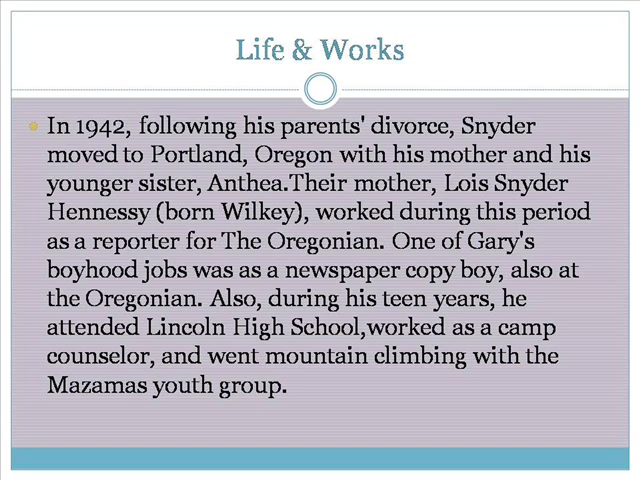 Life & Works
In 1942, following his parents' divorce, Snyder
moved to Portland, Oregon with his mother and his
younger sister, Anthea.Their mother, Lois Snyder
Hennessy (born Wilkey), worked during this period
as a reporter for The Oregonian. One of Gary's
boyhood jobs was as a newspaper copy boy, also at
the Oregonian. Also, during his teen years, he
attended Lincoln High School,worked as a camp
counselor, and went mountain climbing with the
Mazamas youth group.